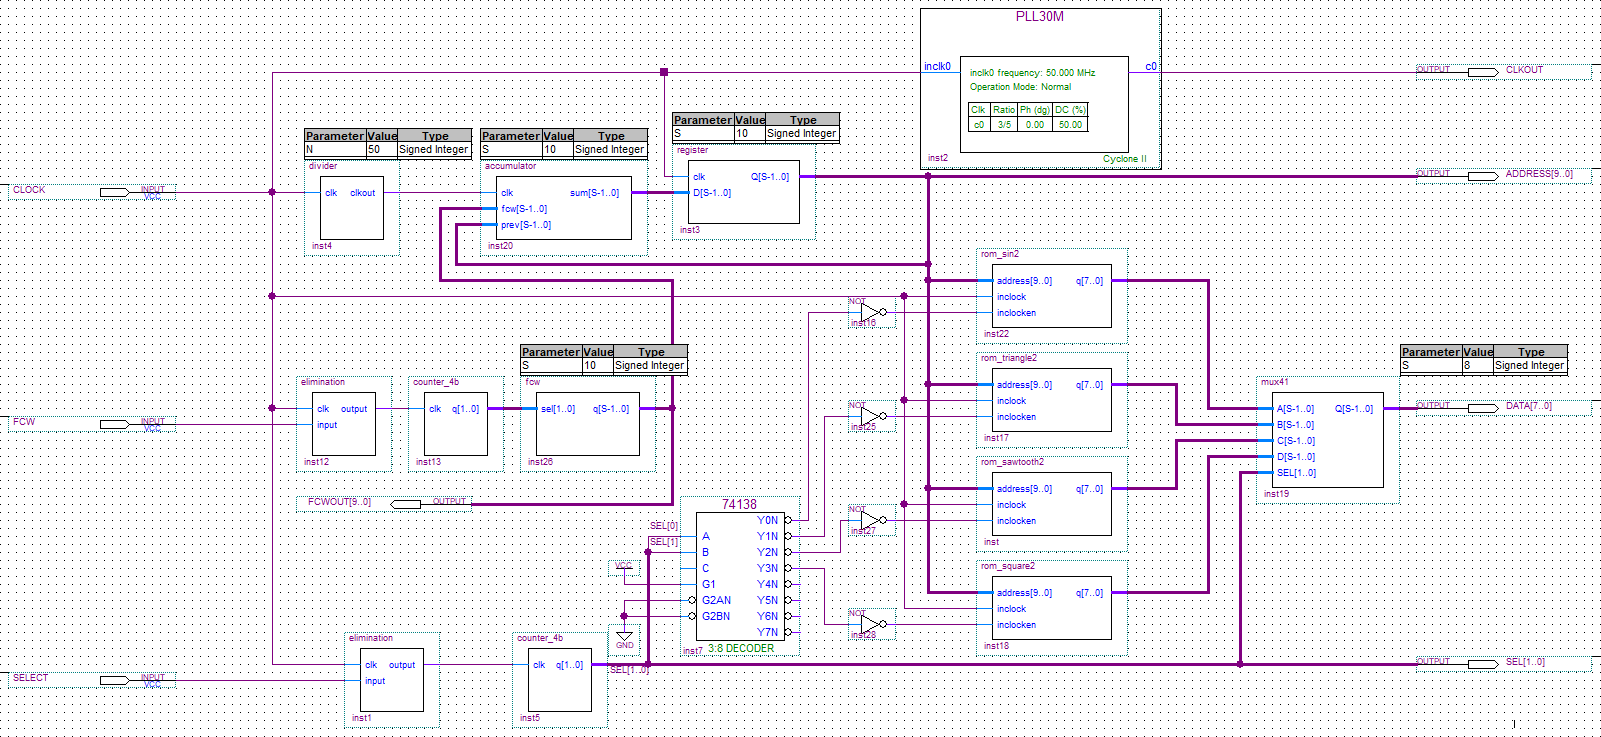 PLL30M
inclk0
c0
inclk0 frequency: 50.000 MHz
Operation Mode: Normal
Clk Ratio Ph (dg) DC (%)
c0 3/5 0.00 50.00
inst2
Cyclone II
OUTPUT
CLKOUT
Parameter Value Type
N 50 Signed Integer
divider
clk clkout
inst4
Parameter Value Type
S 10 Signed Integer
accumulator
clk sum[S-1..0]
fcw[S-1..0]
prev[S-1..0]
inst20
Parameter Value Type
S 10 Signed Integer
register
clk Q[S-1..0]
D[S-1..0]
inst3
OUTPUT
ADDRESS[9..0]
CLOCK
INPUT
VCC
rom_sin2
address[9..0] q[7..0]
inclock
inclocken
inst22
NOT
inst16
rom_triangle2
address[9..0] q[7..0]
inclock
inclocken
inst17
NOT
inst25
rom_sawtooth2
address[9..0] q[7..0]
inclock
inclocken
inst
NOT
inst27
rom_square2
address[9..0] q[7..0]
inclock
inclocken
inst18
NOT
inst28
Parameter Value Type
S 8 Signed Integer
mux41
A[S-1..0] Q[S-1..0]
B[S-1..0]
C[S-1..0]
D[S-1..0]
SEL[1..0]
inst19
OUTPUT
DATA[7..0]
FCW
INPUT
VCC
elimination
clk output
input
inst12
counter_4b
clk q[1..0]
inst13
Parameter Value Type
S 10 Signed Integer
fcw
sel[1..0] q[S-1..0]
inst26
FCWOUT[9..0]
OUTPUT
SEL[0]
SEL[1]
VCC
GND
74138
A
B
C
G1
G2AN
G2BN
Y0N
Y1N
Y2N
Y3N
Y4N
Y5N
Y6N
Y7N
inst7
3:8 DECODER
SELECT
INPUT
VCC
elimination
clk output
input
inst1
counter_4b
clk q[1..0]
inst5
SEL[1..0]
OUTPUT
SEL[1..0]